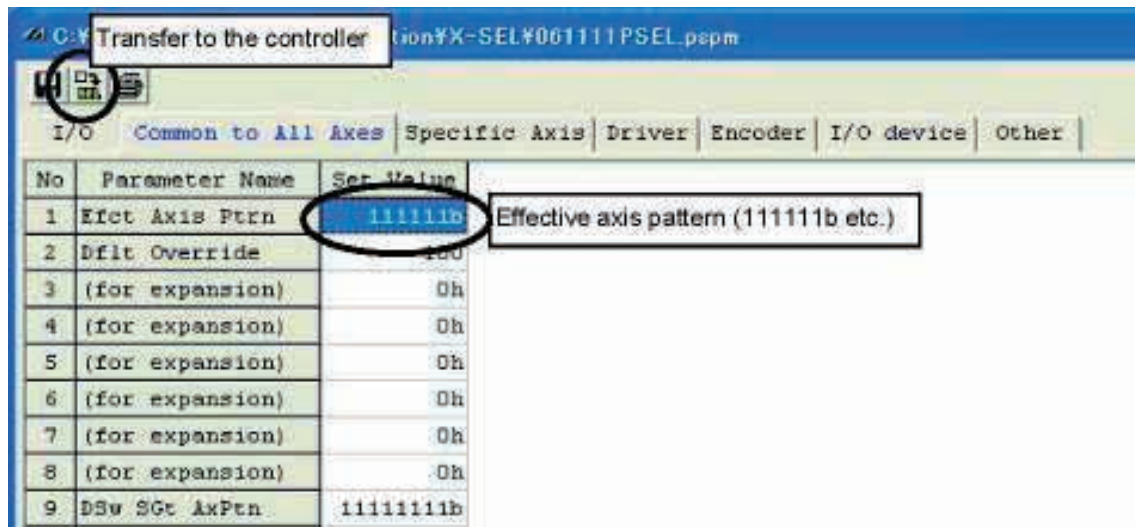 C:¥
Transfer to the controller
tion¥X-SEL¥061111PSEL.pspm
I/O Common to All Axes Specific Axis Driver Encoder I/O device Other
No Parameter Name Set Value
1 Efct Axis Ptrn 111111b
Effective axis pattern (111111b etc.)
2 Dflt Override 100
3 (for expansion) 0h
4 (for expansion) 0h
5 (for expansion) 0h
6 (for expansion) 0h
7 (for expansion) 0h
8 (for expansion) 0h
9 DSw SGt AxPtn 11111111b